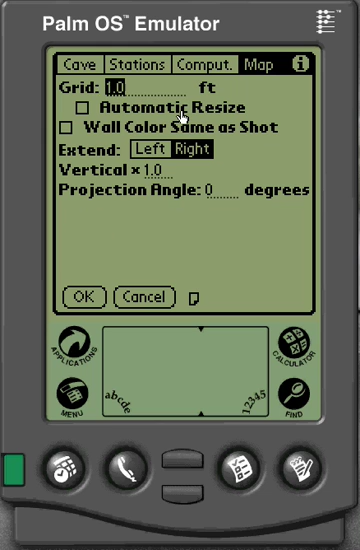 Palm OS™ Emulator
Cave Stations Comput. Map i
Grid: 1.0 ft
Automatic Resize
Wall Color Same as Shot
Extend: Left Right
Vertical × 1.0
Projection Angle: 0 degrees
OK Cancel
APPLICATIONS
CALCULATOR
MENU
abcde
12345
FIND